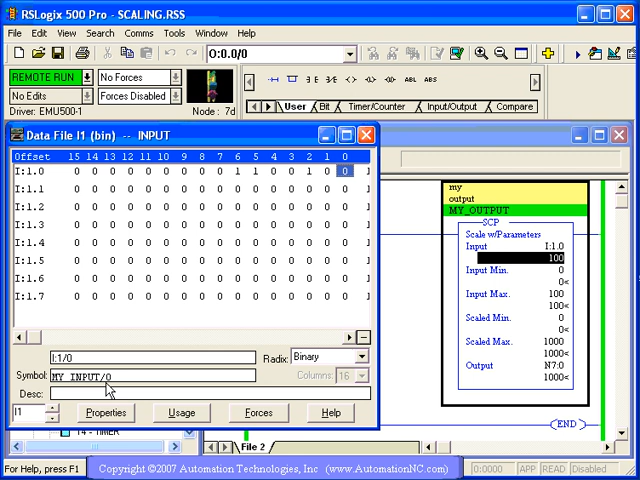 RSLogix 500 Pro - SCALING.RSS
File Edit View Search Comms Tools Window Help
O:0.0/0
REMOTE RUN No Forces
No Edits Forces Disabled
Driver: EMU500-1 Node : 7d
User Bit Timer/Counter Input/Output Compare
Data File I1 (bin) -- INPUT
Offset 15 14 13 12 11 10 9 8 7 6 5 4 3 2 1 0
I:1.0 0 0 0 0 0 0 0 0 0 1 1 0 0 1 0 0
I:1.1 0 0 0 0 0 0 0 0 0 0 0 0 0 0 0 0
I:1.2 0 0 0 0 0 0 0 0 0 0 0 0 0 0 0 0
I:1.3 0 0 0 0 0 0 0 0 0 0 0 0 0 0 0 0
I:1.4 0 0 0 0 0 0 0 0 0 0 0 0 0 0 0 0
I:1.5 0 0 0 0 0 0 0 0 0 0 0 0 0 0 0 0
I:1.6 0 0 0 0 0 0 0 0 0 0 0 0 0 0 0 0
I:1.7 0 0 0 0 0 0 0 0 0 0 0 0 0 0 0 0
I:1/0 Radix: Binary
Symbol: MY_INPUT/0 Columns: 16
Desc:
I1 Properties Usage Forces Help
my
output
MY_OUTPUT
SCP
Scale w/Parameters
Input I:1.0
100
Input Min. 0
0<
Input Max. 100
100<
Scaled Min. 0
0<
Scaled Max. 1000
1000<
Output N7:0
1000<
END
T4 - TIMER
File 2
For Help, press F1 Copyright ©2007 Automation Technologies, Inc (www.AutomationNC.com) 0:0000 APP READ Disabled